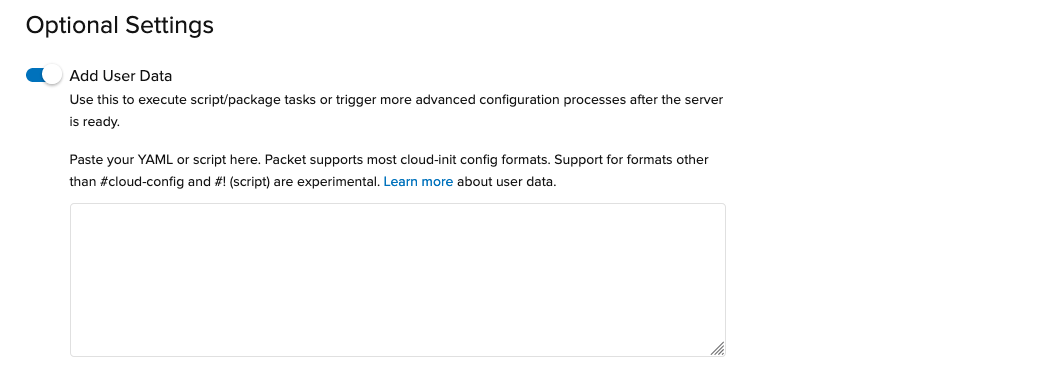 Optional Settings
Add User Data
Use this to execute script/package tasks or trigger more advanced configuration processes after the server
is ready.
Paste your YAML or script here. Packet supports most cloud-init config formats. Support for formats other
than #cloud-config and #! (script) are experimental. Learn more about user data.